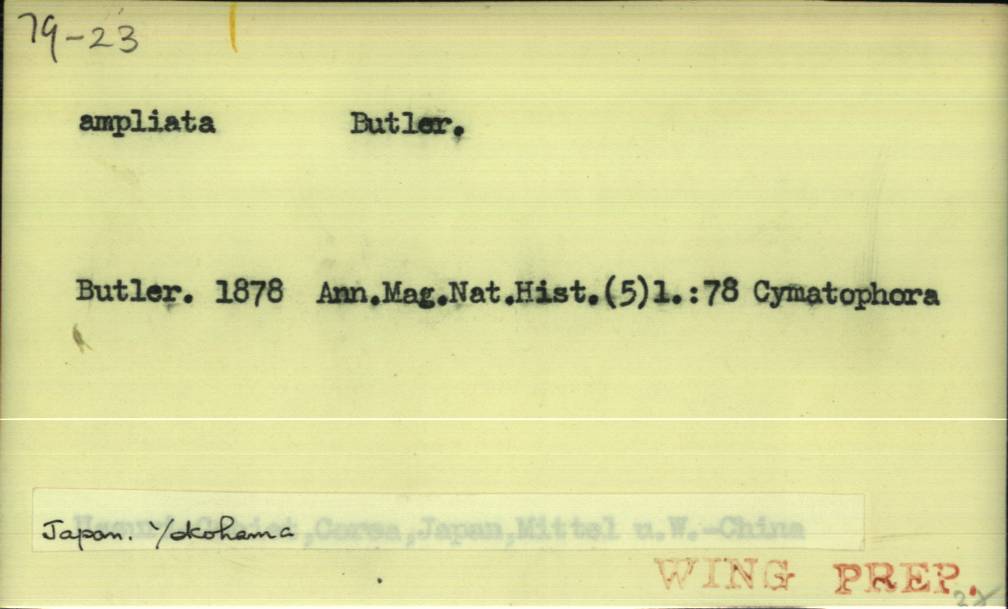 79-23
ampliata Butler.
Butler. 1878 Ann.Mag.Nat.Hist.(5)1.:78 Cymatophora
Japan. Yokohama
,Corea,Japan,Mittel u.W.-China
WING PREP.